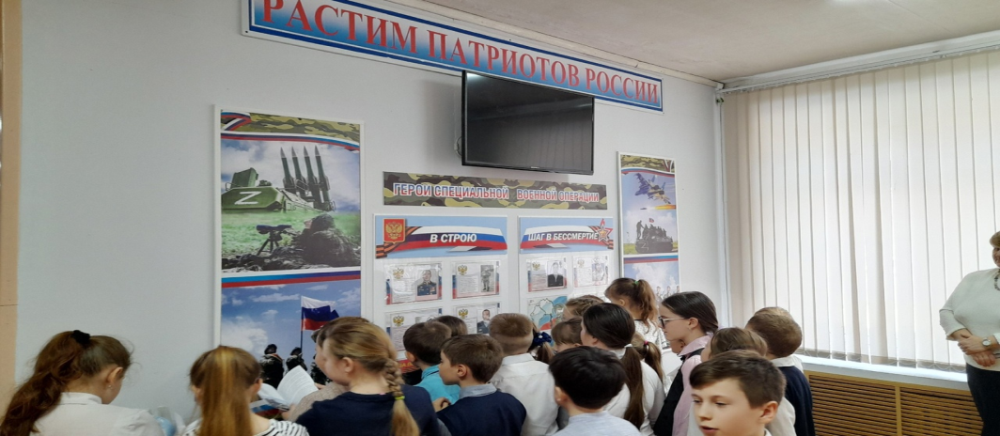 РАСТИМ ПАТРИОТОВ РОССИИ
ГЕРОИ СПЕЦИАЛЬНОЙ ВОЕННОЙ ОПЕРАЦИИ
В СТРОЮ
ШАГ В БЕССМЕРТИЕ
Z